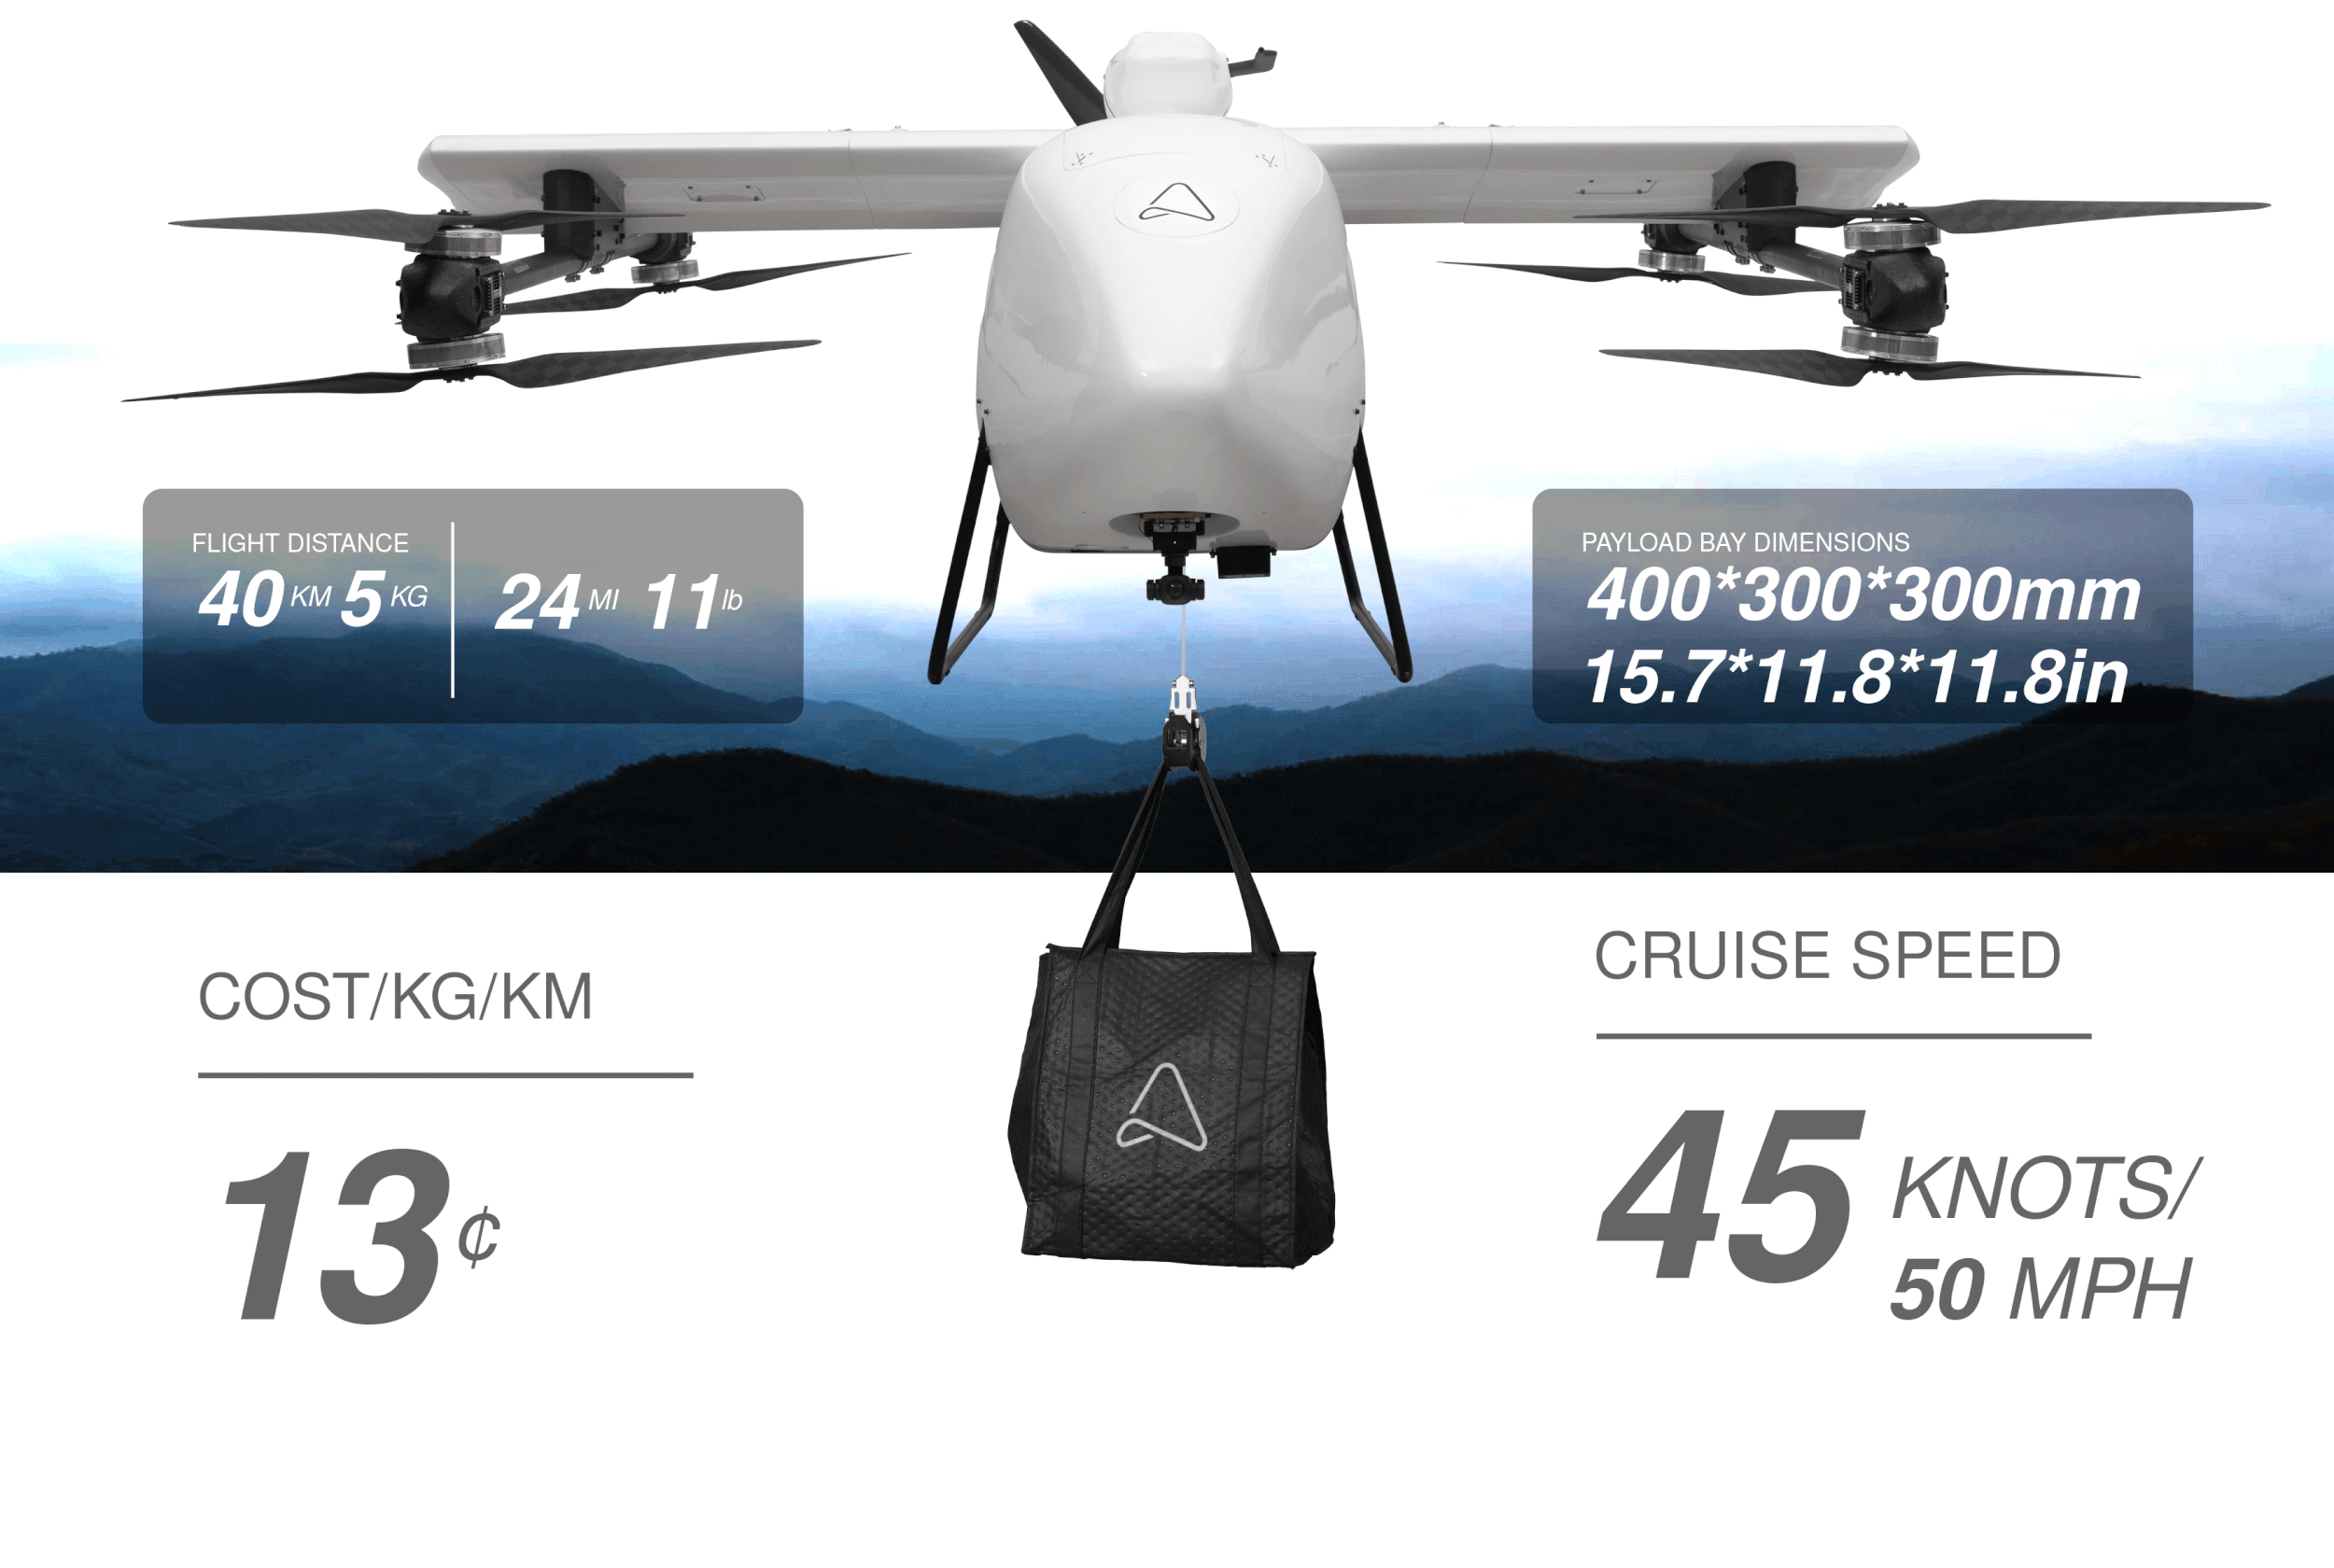 FLIGHT DISTANCE
40 KM 5 KG
24 MI 11 lb
PAYLOAD BAY DIMENSIONS
400*300*300mm
15.7*11.8*11.8in
COST/KG/KM
13¢
CRUISE SPEED
45 KNOTS/
50 MPH